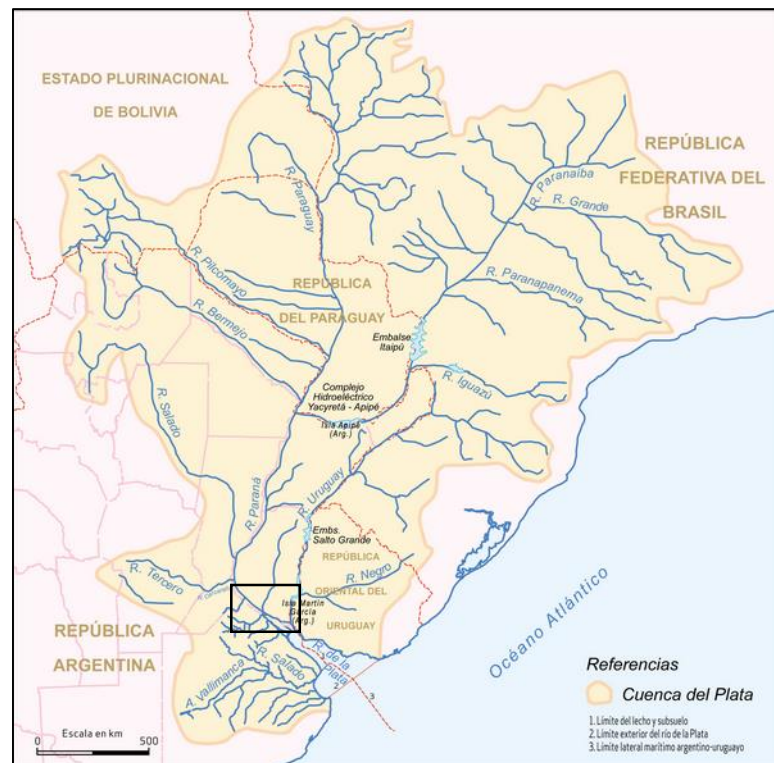 ESTADO PLURINACIONAL
DE BOLIVIA
REPÚBLICA
FEDERATIVA DEL
BRASIL
R. Paranaiba
R. Grande
R. Paraguay
R. Paranapanema
R. Pilcomayo
REPÚBLICA
DEL PARAGUAY
R. Bermejo
Embalse
Itaipú
R. Iguazú
Complejo
Hidroeléctrico
Yacyretá - Apipé
Isla Apipé
(Arg.)
R. Salado
R. Paraná
R. Uruguay
Embs.
Salto Grande
REPÚBLICA
ORIENTAL DEL
URUGUAY
R. Negro
R. Tercero
Isla Martín
García
(Arg.)
REPÚBLICA
ARGENTINA
R. de la
Plata
R. Salado
A. vallimanca
1
2
3
Océano Atlántico
Referencias
Cuenca del Plata
1. Límite del lecho y subsuelo
2. Límite exterior del río de la Plata
3. Límite lateral marítimo argentino-uruguayo
Escala en km
0
500